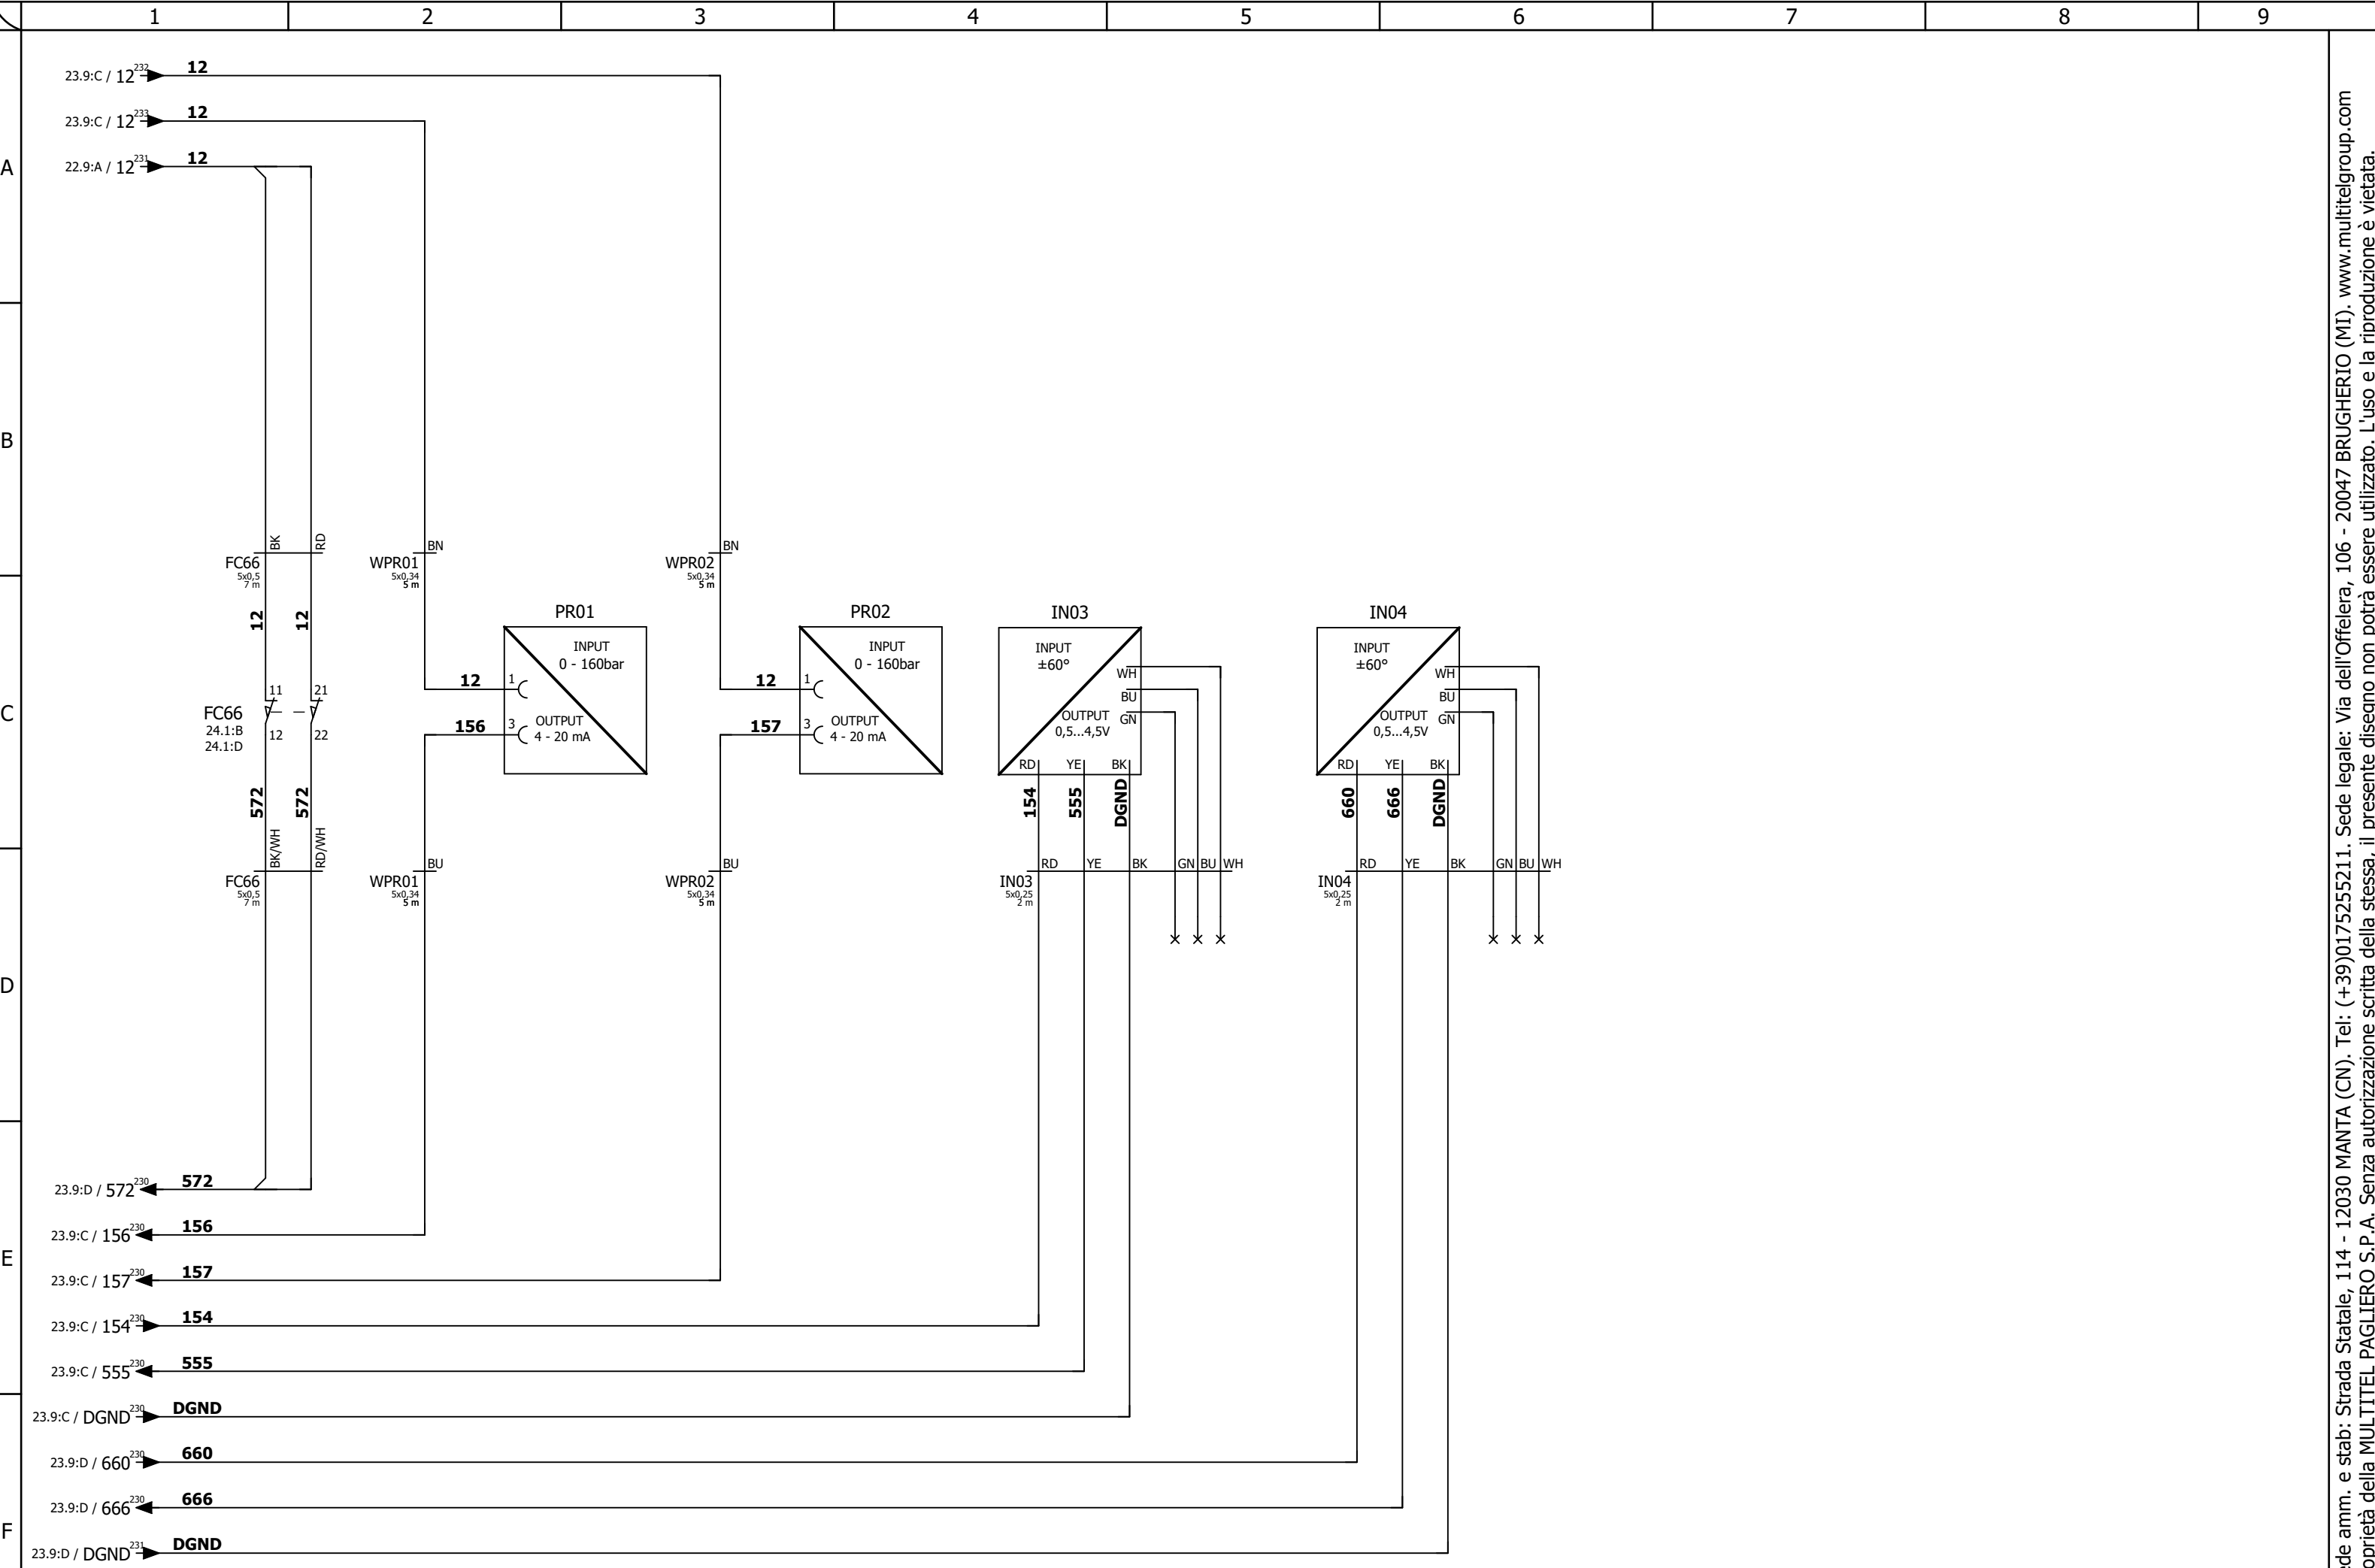 1 2 3 4 5 6 7 8 9
23.9:C / 12 232 12
23.9:C / 12 233 12
22.9:A / 12 231 12
A
B
C
D
E
F
BK RD
FC66
5x0,5
7 m
BN
WPR01
5x0,34
5 m
BN
WPR02
5x0,34
5 m
12 12
11 21
FC66
24.1:B
24.1:D
12 22
572 572
BK/WH RD/WH
FC66
5x0,5
7 m
PR01
INPUT
0 - 160bar
12 1
156 3
OUTPUT
4 - 20 mA
BU
WPR01
5x0,34
5 m
PR02
INPUT
0 - 160bar
12 1
157 3
OUTPUT
4 - 20 mA
BU
WPR02
5x0,34
5 m
IN03
INPUT
±60°
WH
BU
GN
OUTPUT
0,5...4,5V
RD YE BK
154 555 DGND
RD YE BK GN BU WH
IN03
5x0,25
2 m
IN04
INPUT
±60°
WH
BU
GN
OUTPUT
0,5...4,5V
RD YE BK
660 666 DGND
RD YE BK GN BU WH
IN04
5x0,25
2 m
23.9:D / 572 230 572
23.9:C / 156 230 156
23.9:C / 157 230 157
23.9:C / 154 230 154
23.9:C / 555 230 555
23.9:C / DGND 230 DGND
23.9:D / 660 230 660
23.9:D / 666 230 666
23.9:D / DGND 231 DGND
amm. e stab: Strada Statale, 114 - 12030 MANTA (CN). Tel: (+39)0175255211. Sede legale: Via dell'Offelera, 106 - 20047 BRUGHERIO (MI). www.multitelgroup.com
della MULTITEL PAGLIERO S.P.A. Senza autorizzazione scritta della stessa, il presente disegno non potrà essere utilizzato. L'uso e la riproduzione è vietata.